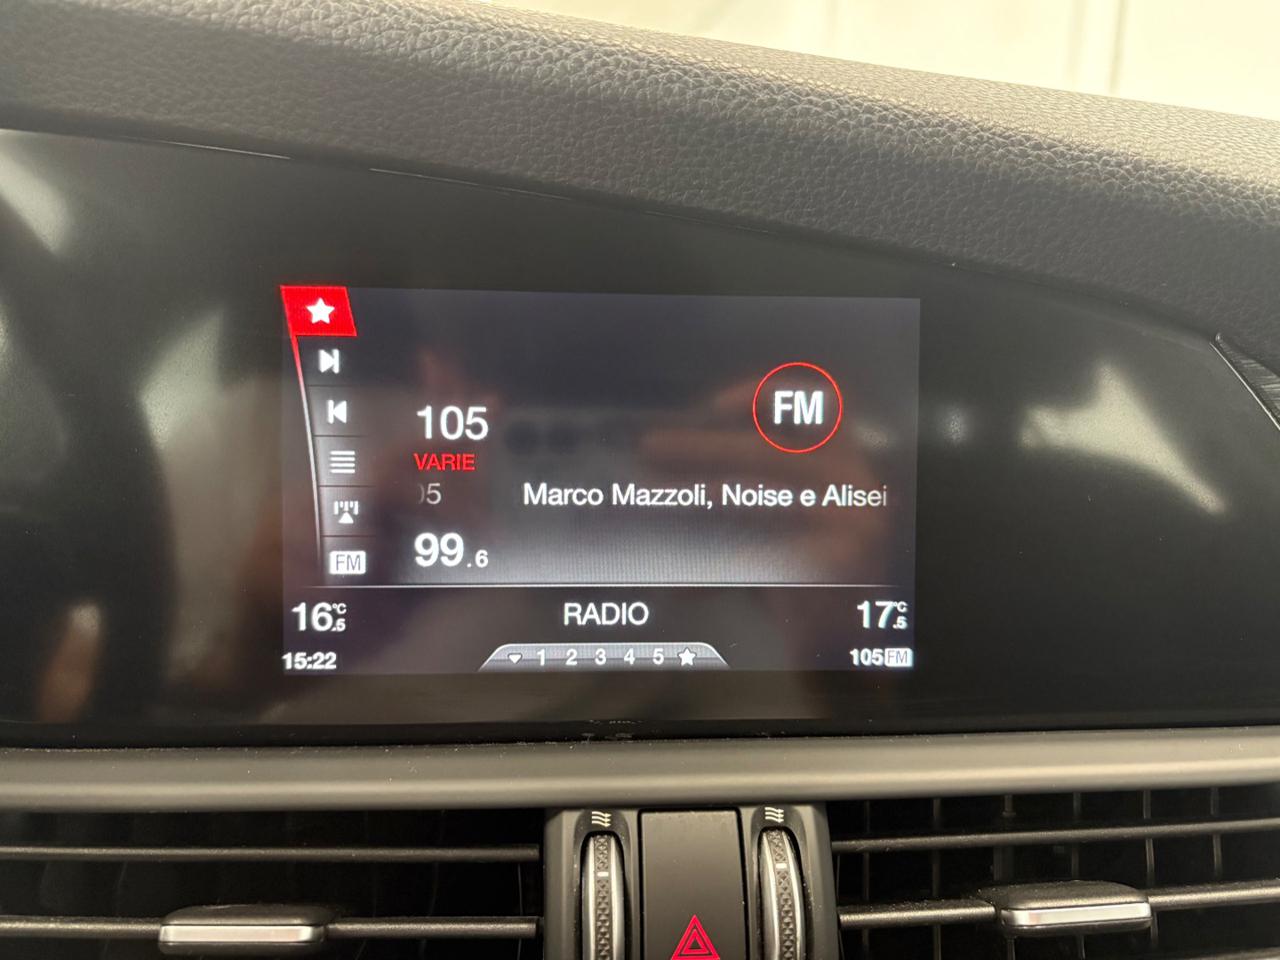 105
FM
VARIE
05
Marco Mazzoli, Noise e Alisei
99.6
FM
16°C.5
RADIO
17°C.5
15:22
1 2 3 4 5
105 FM